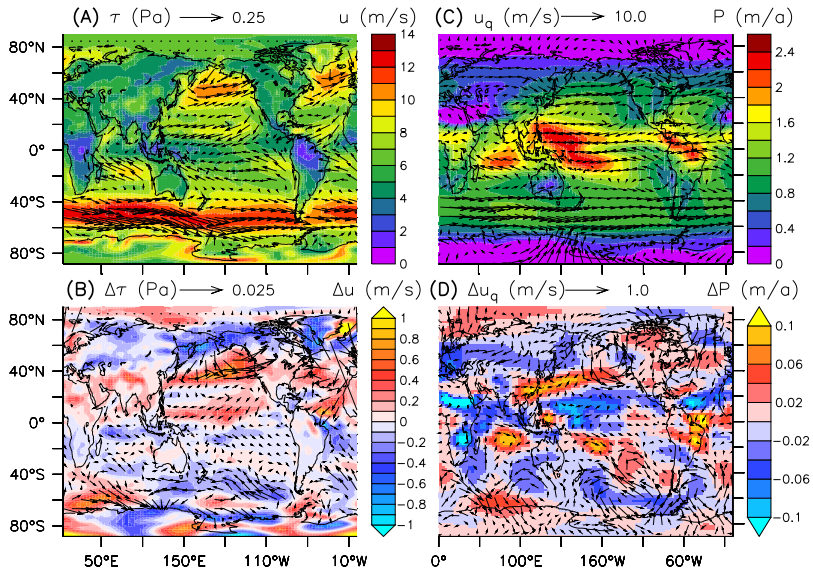 (A) τ (Pa) → 0.25 u (m/s)
80°N
40°N
0°
40°S
80°S
14
12
10
8
6
4
2
0
(C) u_q (m/s) → 10.0 P (m/a)
2.4
2
1.6
1.2
0.8
0.4
0
(B) Δτ (Pa) → 0.025 Δu (m/s)
80°N
40°N
0°
40°S
80°S
50°E
150°E
110°W
10°W
1
0.8
0.6
0.4
0.2
0
−0.2
−0.4
−0.6
−0.8
−1
(D) Δu_q (m/s) → 1.0 ΔP (m/a)
0°
100°E
160°W
60°W
0.1
0.06
0.02
−0.02
−0.06
−0.1